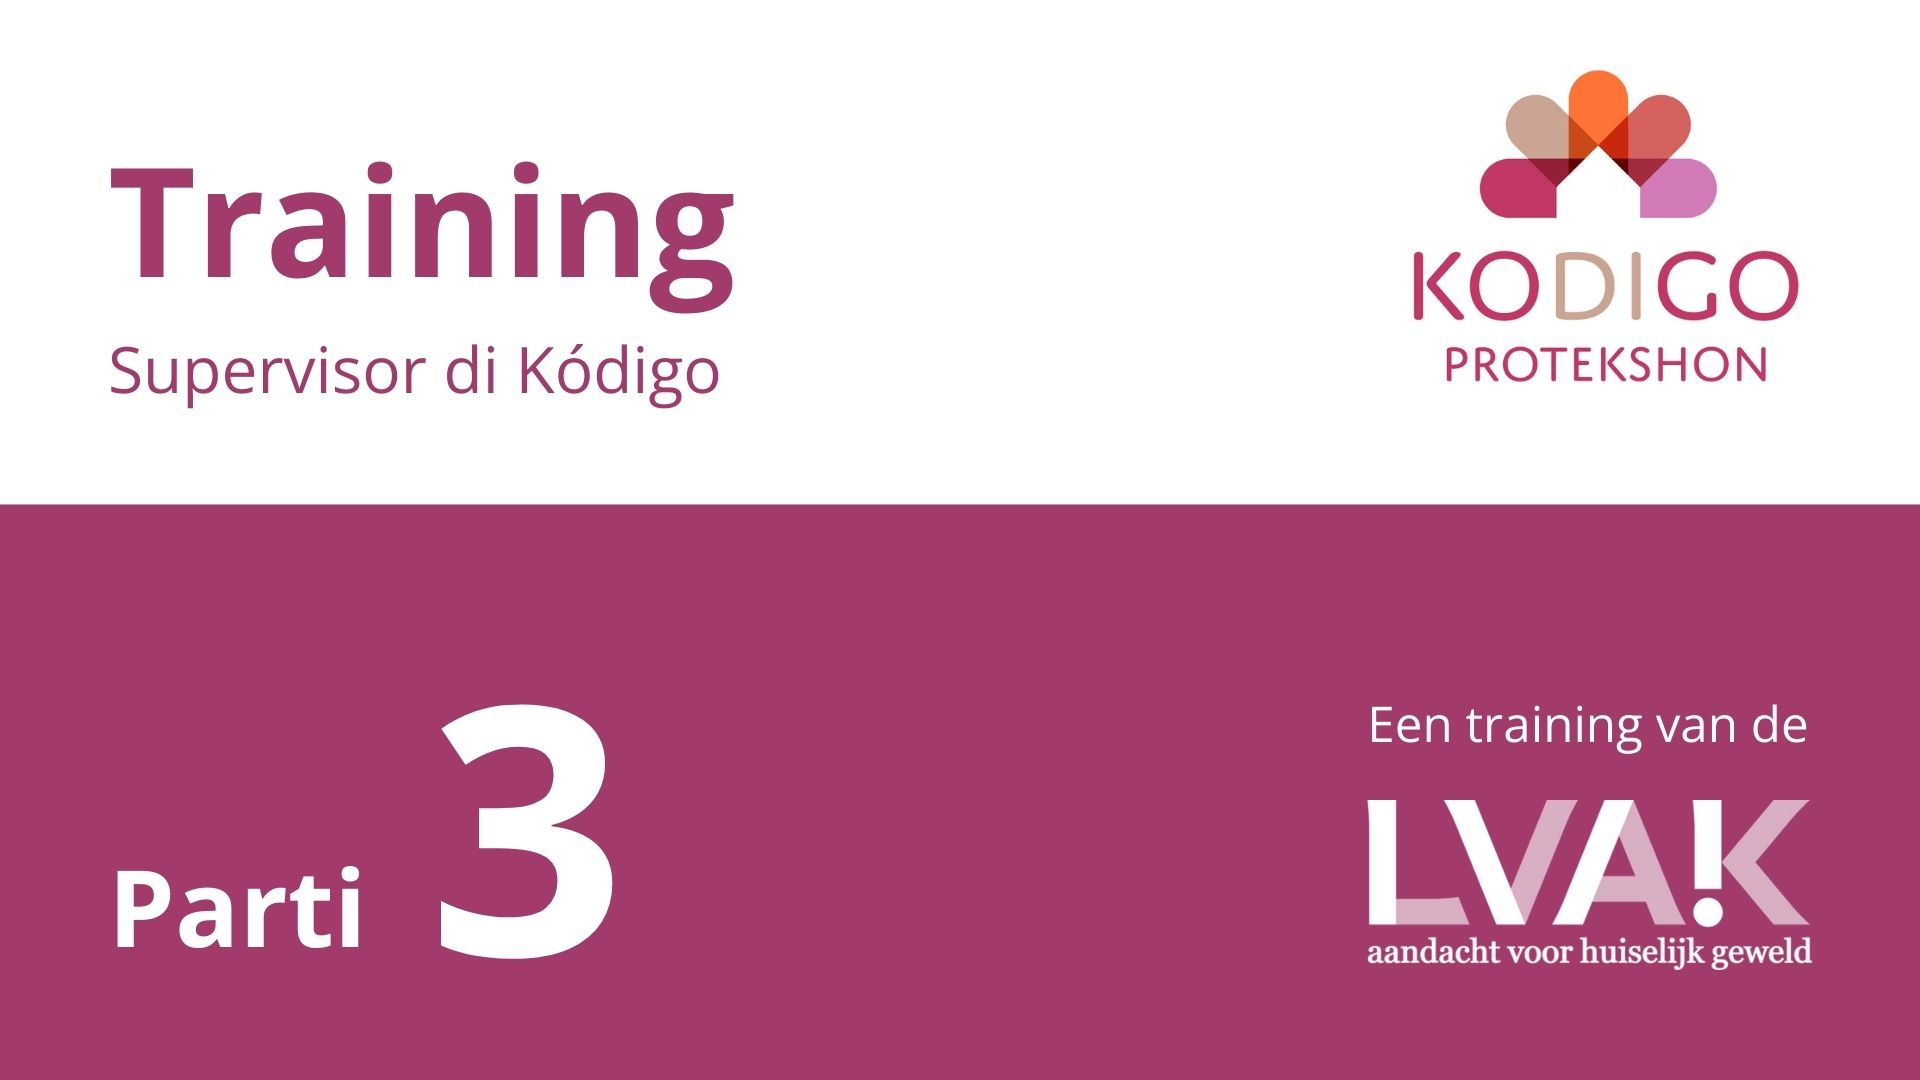 Training
Supervisor di Kódigo
KODIGO
PROTEKSHON
Parti 3
Een training van de
LVAK
aandacht voor huiselijk geweld